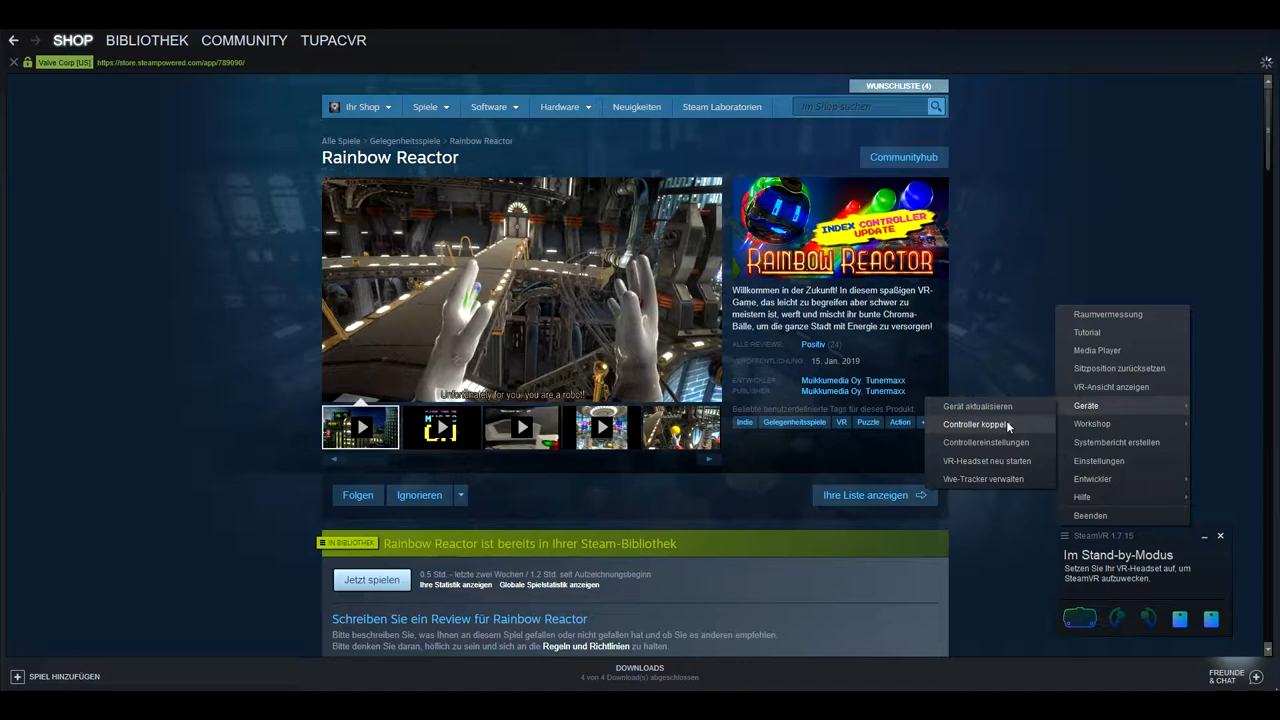 SHOP BIBLIOTHEK COMMUNITY TUPACVR
Valve Corp [US] https://store.steampowered.com/app/789090/
WUNSCHLISTE (4)
Ihr Shop Spiele Software Hardware Neuigkeiten Steam Laboratorien Im Shop suchen
Alle Spiele > Gelegenheitsspiele > Rainbow Reactor
Rainbow Reactor
Communityhub
Unfortunately for you, you are a robot!
INDEX CONTROLLER
UPDATE
RAINBOW REACTOR
Willkommen in der Zukunft! In diesem spaßigen VR-
Game, das leicht zu begreifen aber schwer zu
meistern ist, werft und mischt ihr bunte Chroma-
Bälle, um die ganze Stadt mit Energie zu versorgen!
ALLE REVIEWS: Positiv (24)
VERÖFFENTLICHUNG: 15. Jan. 2019
ENTWICKLER: Muikkumedia Oy, Tunermaxx
PUBLISHER: Muikkumedia Oy, Tunermaxx
Beliebte benutzerdefinierte Tags für dieses Produkt:
Indie Gelegenheitsspiele VR Puzzle Action +
Folgen Ignorieren Ihre Liste anzeigen
IN BIBLIOTHEK Rainbow Reactor ist bereits in Ihrer Steam-Bibliothek
Jetzt spielen
0.5 Std. - letzte zwei Wochen / 1.2 Std. seit Aufzeichnungsbeginn
Ihre Statistik anzeigen Globale Spielstatistik anzeigen
Schreiben Sie ein Review für Rainbow Reactor
Bitte beschreiben Sie, was Ihnen an diesem Spiel gefallen oder nicht gefallen hat und ob Sie es anderen empfehlen.
Bitte denken Sie daran, höflich zu sein und sich an die Regeln und Richtlinien zu halten.
Raumvermessung
Tutorial
Media Player
Sitzposition zurücksetzen
VR-Ansicht anzeigen
Geräte
Workshop
Systembericht erstellen
Einstellungen
Entwickler
Hilfe
Beenden
Gerät aktualisieren
Controller koppel
Controllereinstellungen
VR-Headset neu starten
Vive-Tracker verwalten
SteamVR 1.7.15
Im Stand-by-Modus
Setzen Sie Ihr VR-Headset auf, um
SteamVR aufzuwecken.
SPIEL HINZUFÜGEN
DOWNLOADS
4 von 4 Download(s) abgeschlossen
FREUNDE
& CHAT